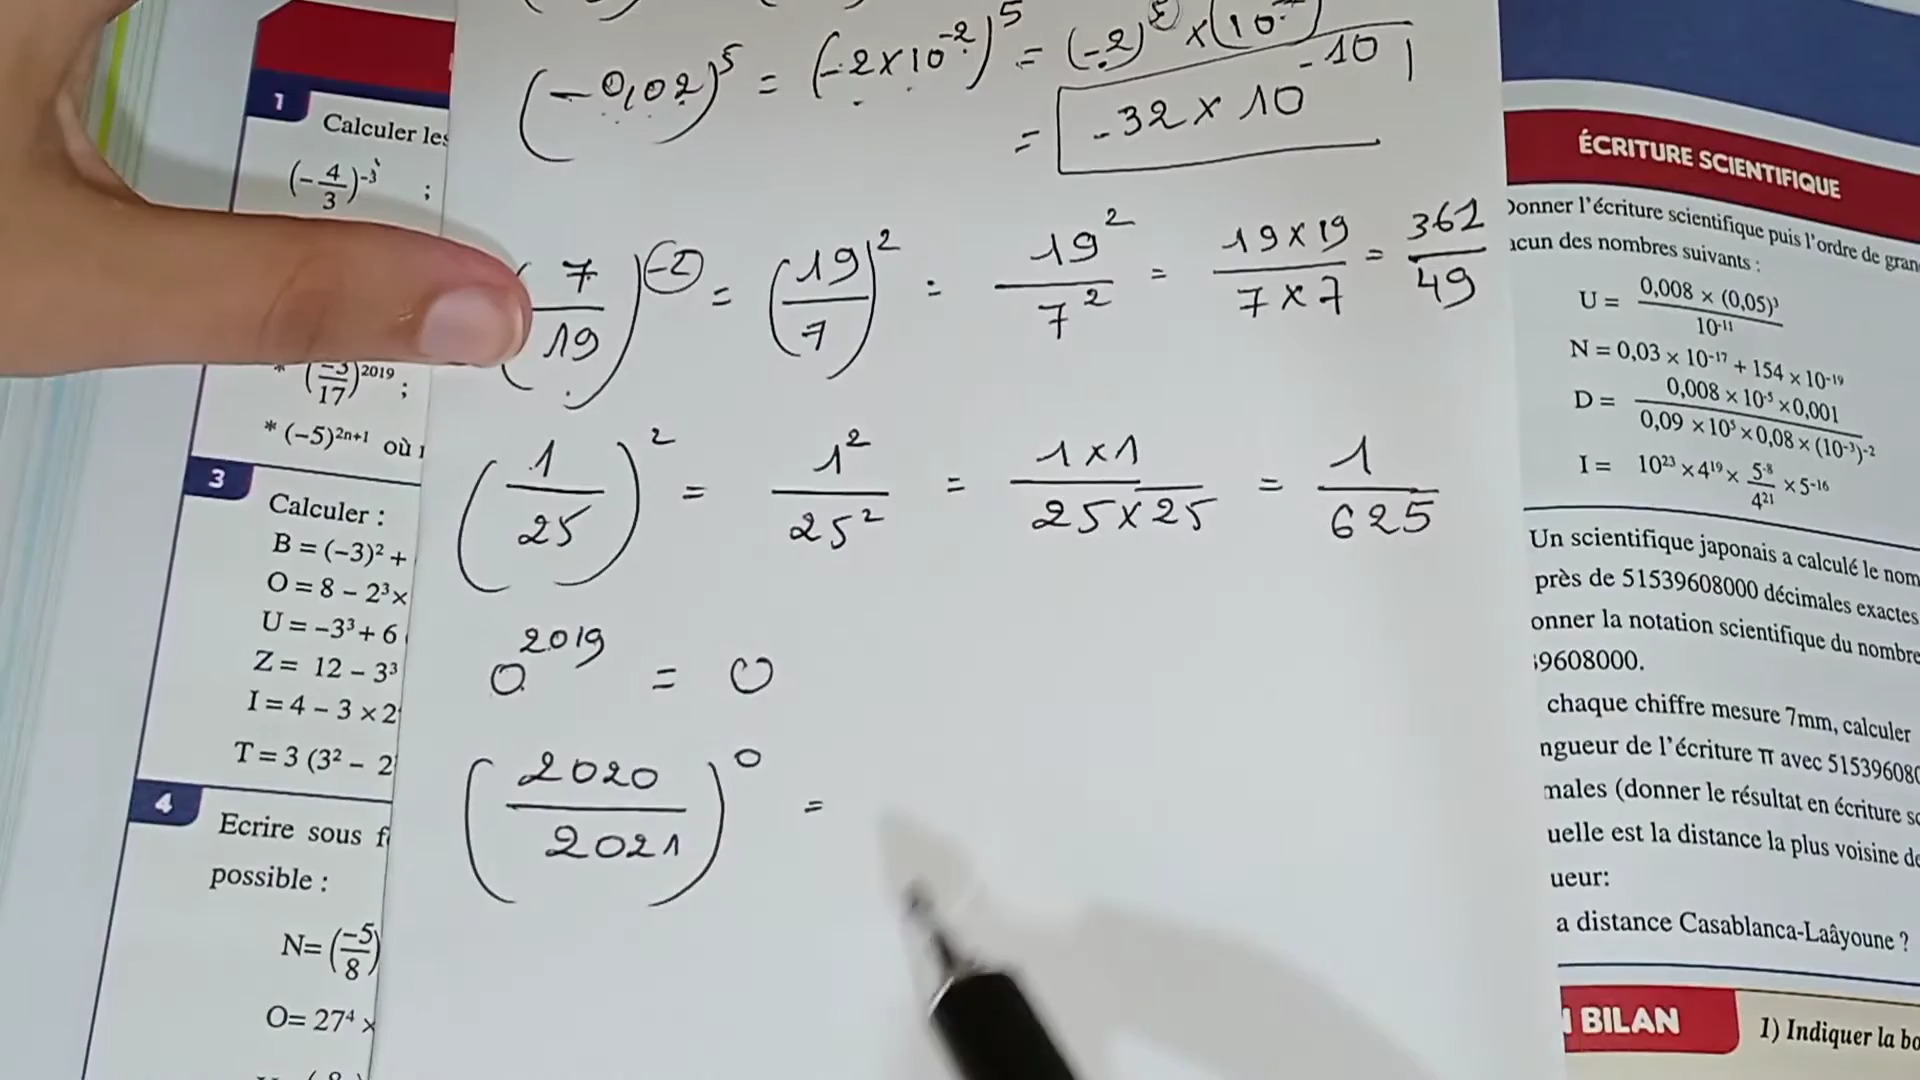 (-0,02)^5 = (-2×10^-2)^5 = (-2)^5 ×(10
= -32×10^-10
(7/19)^(-2) = (19/7)^2 = 19^2/7^2 = 19×19/7×7 = 361/49
(1/25)^2 = 1^2/25^2 = 1×1/25×25 = 1/625
0^2019 = 0
(2020/2021)^0 =
1
Calculer les
(-4/3)^-3 ;
* (-3/17)^2019 ;
* (-5)^2n+1 où
3
Calculer :
B = (-3)² +
O = 8 – 2³×
U = –3³ + 6
Z = 12 – 3³
I = 4 – 3 × 2
T = 3 (3² – 2
4
Ecrire sous f
possible :
N= (-5/8)
O= 27⁴ ×
ÉCRITURE SCIENTIFIQUE
Donner l'écriture scientifique puis l'ordre de gran
acun des nombres suivants :
U = 0,008 × (0,05)³/10^-11
N = 0,03 × 10^-17 + 154 × 10^-19
D = 0,008 × 10^-5 ×0,001/0,09 ×10^5 ×0,08 × (10^-3)^-2
I = 10^23 ×4^19 × 5^-8/4^21 ×5^-16
Un scientifique japonais a calculé le nom
près de 51539608000 décimales exactes
onner la notation scientifique du nombre
9608000.
chaque chiffre mesure 7mm, calculer
ngueur de l'écriture π avec 51539608
males (donner le résultat en écriture sc
uelle est la distance la plus voisine de
ueur:
a distance Casablanca-Laâyoune ?
BILAN
1) Indiquer la bo